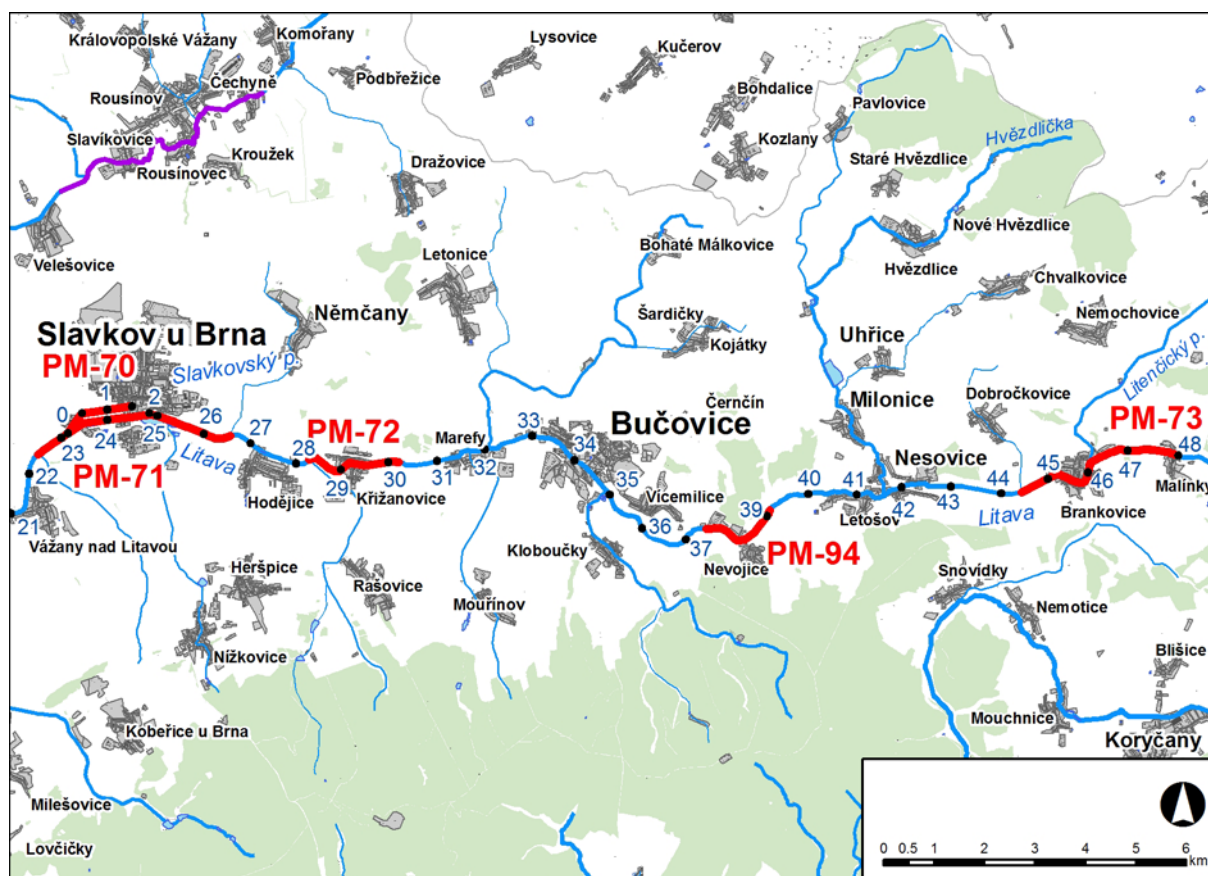 Královopolské Vážany
Komořany
Lysovice
Kučerov
Podbřežice
Čechyně
Rousínov
Bohdalice
Pavlovice
Slavíkovice
Kozlany
Hvězdlička
Kroužek
Rousínovec
Dražovice
Staré Hvězdlice
Nové Hvězdlice
Velešovice
Letonice
Bohaté Málkovice
Hvězdlice
Chvalkovice
Němčany
Šardičky
Kojátky
Nemochovice
Slavkov u Brna
Uhřice
PM-70
Slavkovský p.
Litenčický p.
Černčín
Milonice
Dobročkovice
0
1
2
PM-73
23
24
25
26
27
28
PM-72
29
30
31
Marefy
32
33
Bučovice
34
35
Litava
PM-71
22
21
Hodějice
Křižanovice
Vícemilice
36
37
39
40
41
Nesovice
42
43
44
45
46
47
48
Malínky
Letošov
Litava
Brankovice
Vážany nad Litavou
Kloboučky
Nevojice
PM-94
Heršpice
Rašovice
Mouřínov
Snovídky
Nemotice
Nížkovice
Blišice
Kobeřice u Brna
Mouchnice
Koryčany
Milešovice
Lovčičky
0 0.5 1 2 3 4 5 6
km